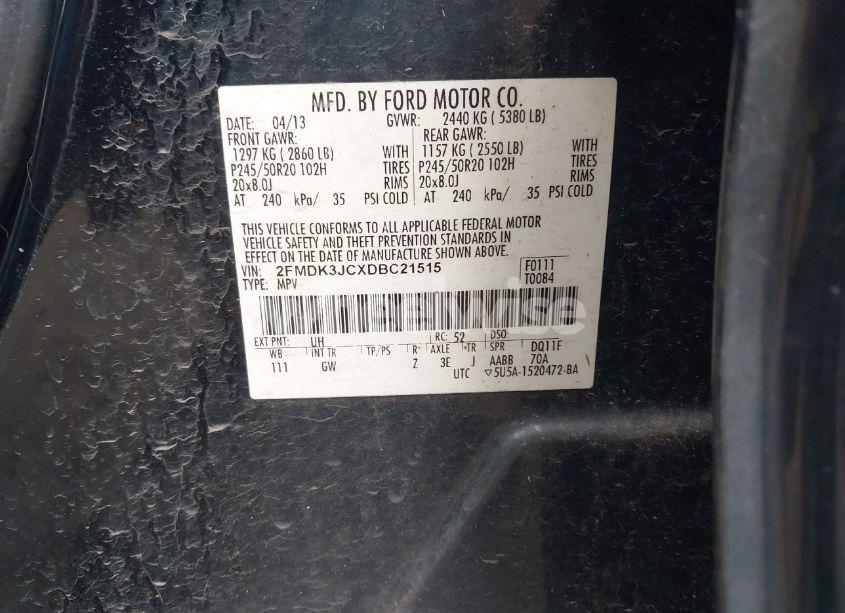 MFD. BY FORD MOTOR CO.
DATE: 04/13 GVWR: 2440 KG ( 5380 LB)
FRONT GAWR: REAR GAWR:
1297 KG ( 2860 LB) WITH 1157 KG ( 2550 LB) WITH
P245/50R20 102H TIRES P245/50R20 102H TIRES
20x8.0J RIMS 20x8.0J RIMS
AT 240 kPa/ 35 PSI COLD AT 240 kPa/ 35 PSI COLD
THIS VEHICLE CONFORMS TO ALL APPLICABLE FEDERAL MOTOR
VEHICLE SAFETY AND THEFT PREVENTION STANDARDS IN
EFFECT ON THE DATE OF MANUFACTURE SHOWN ABOVE.
VIN: 2FMDK3JCXDBC21515 F0111
TYPE: MPV T0084
EXT PNT: UH RC: 52 DSO:
WB INT TR TP/PS R AXLE TR SPR DQ11F
111 GW Z 3E J AABB 70A
UTC ▽5U5A-1520472-BA